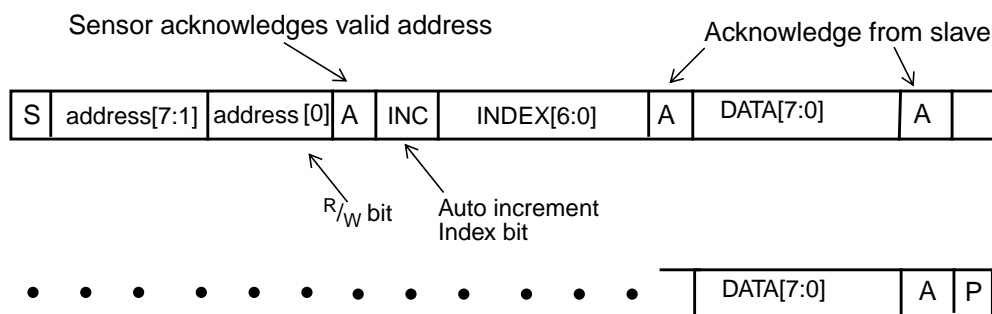 Sensor acknowledges valid address
Acknowledge from slave
S address[7:1] address [0] A INC INDEX[6:0] A DATA[7:0] A
R/W bit
Auto increment
Index bit
DATA[7:0] A P